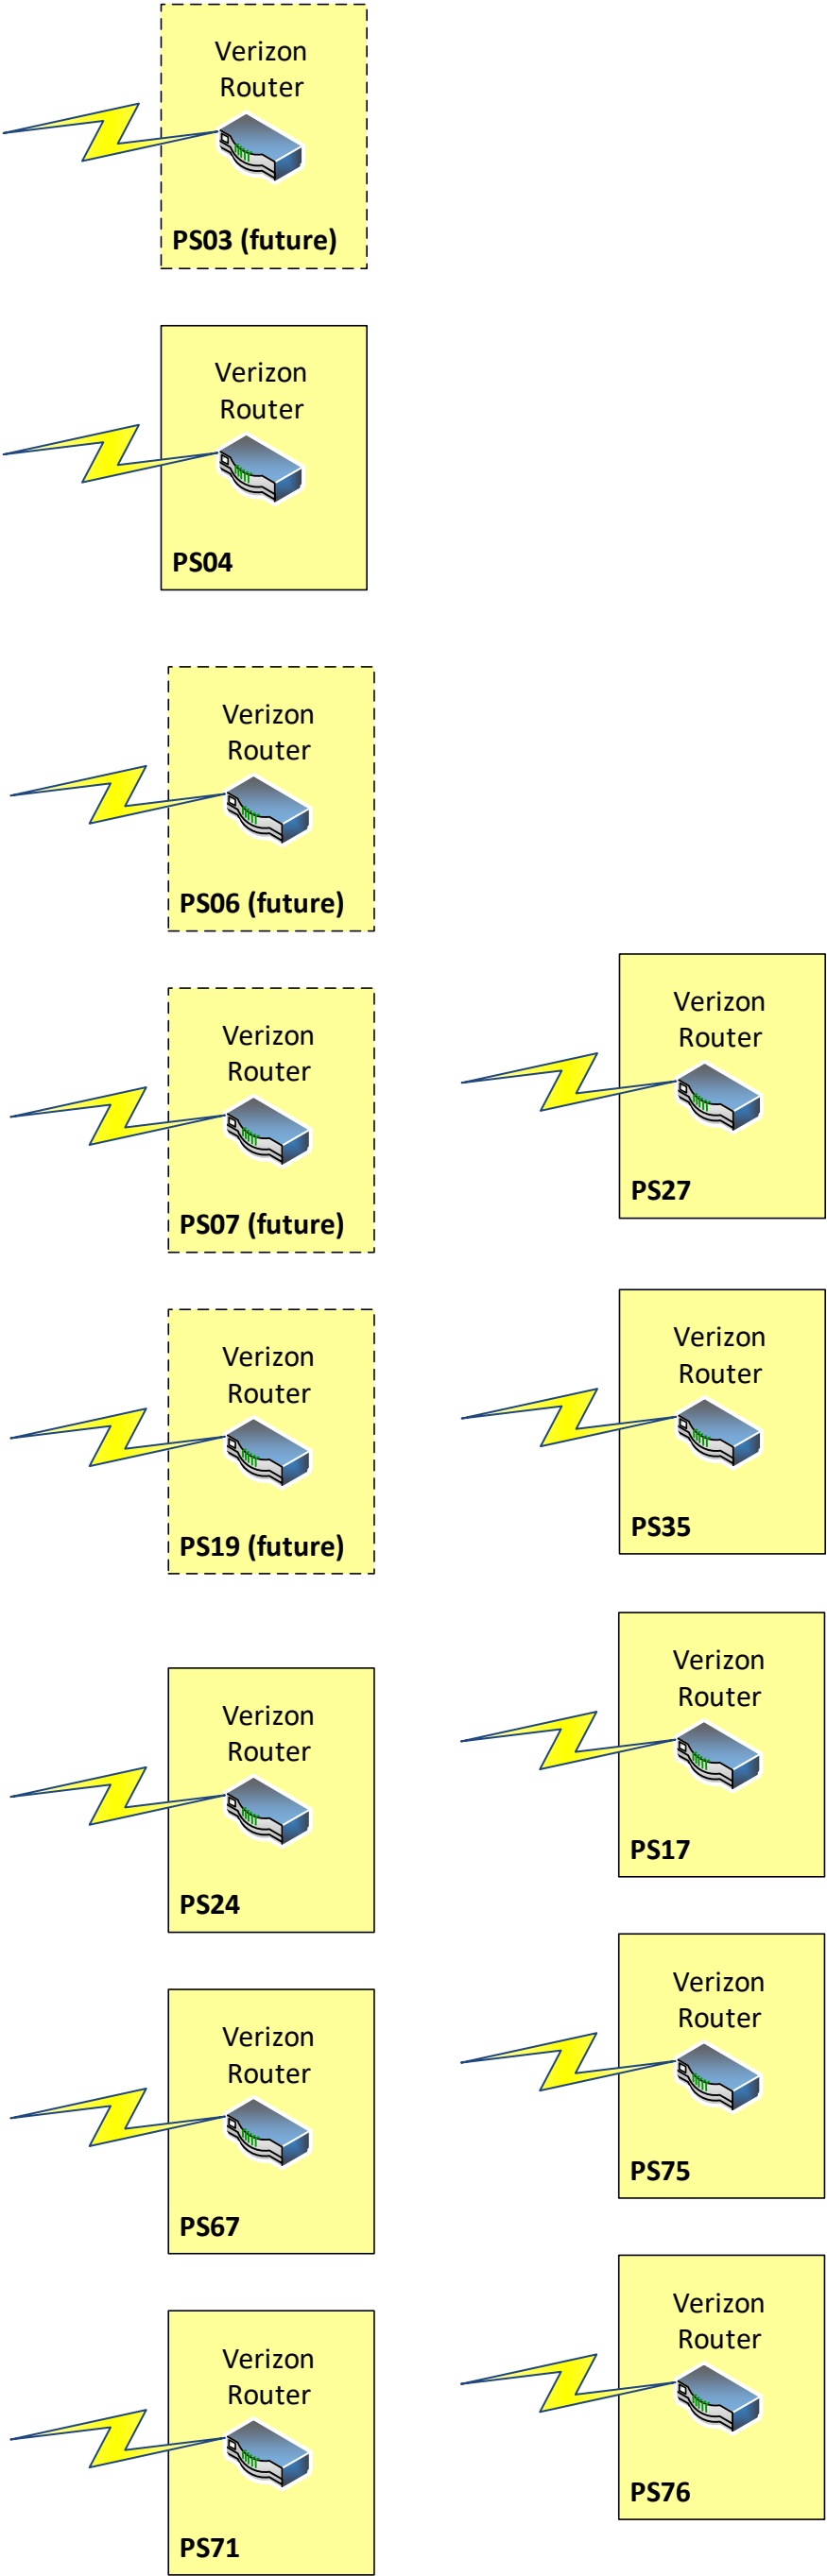 Verizon
Router
PS03 (future)
Verizon
Router
PS04
Verizon
Router
PS06 (future)
Verizon
Router
PS07 (future)
Verizon
Router
PS19 (future)
Verizon
Router
PS24
Verizon
Router
PS67
Verizon
Router
PS71
Verizon
Router
PS27
Verizon
Router
PS35
Verizon
Router
PS17
Verizon
Router
PS75
Verizon
Router
PS76